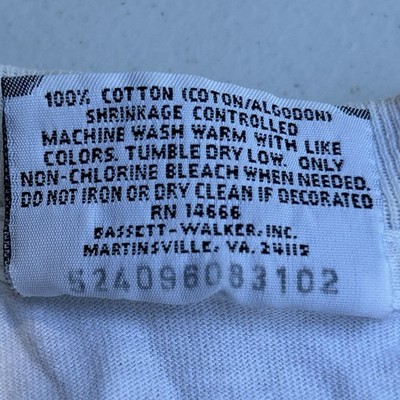 100% COTTON (COTON/ALGODON)
SHRINKAGE CONTROLLED
MACHINE WASH WARM WITH LIKE
COLORS. TUMBLE DRY LOW. ONLY
NON-CHLORINE BLEACH WHEN NEEDED.
DO NOT IRON OR DRY CLEAN IF DECORATED
RN 14666
BASSETT-WALKER, INC.
MARTINSVILLE, VA. 24115
524096083102